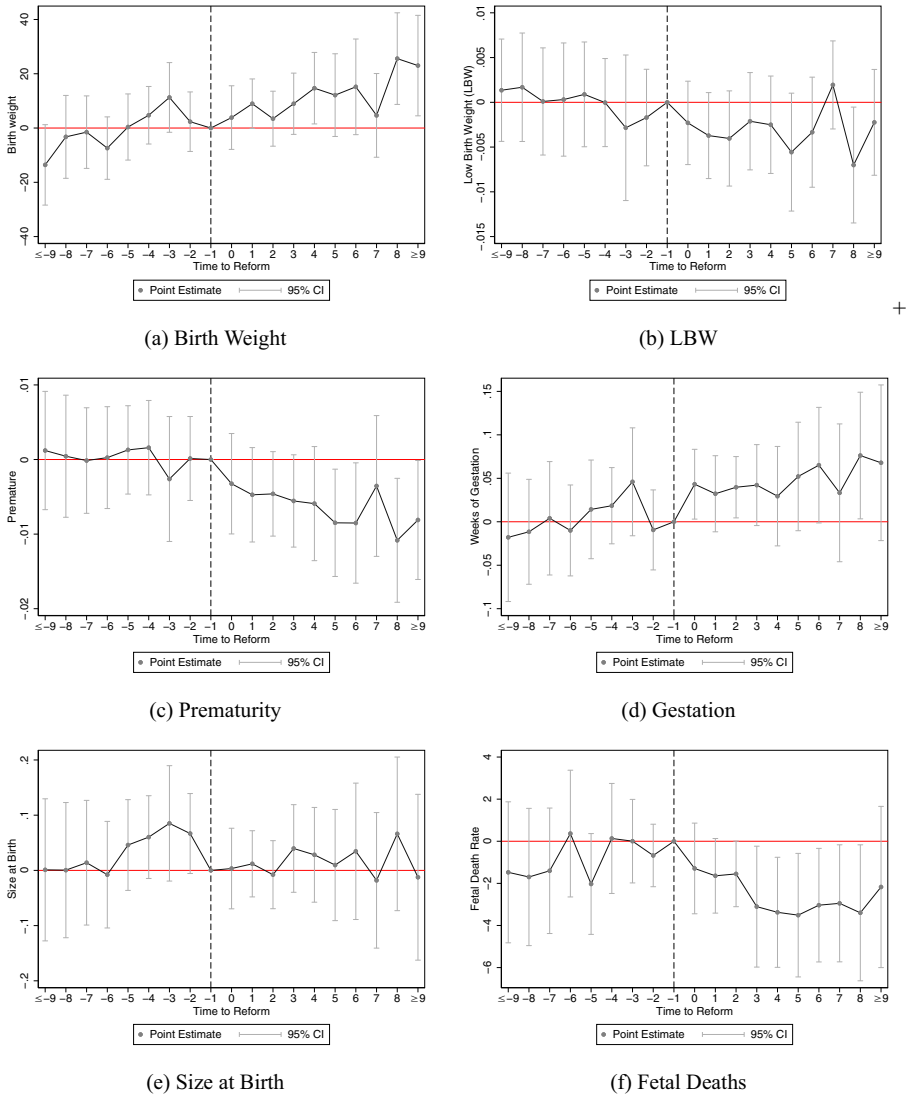 Birth weight
40
20
0
−20
−40
≤−9 −8 −7 −6 −5 −4 −3 −2 −1 0 1 2 3 4 5 6 7 8 ≥9
Time to Reform
Point Estimate 95% CI
(a) Birth Weight
Low Birth Weight (LBW)
.01
.005
0
−.005
−.01
−.015
≤−9 −8 −7 −6 −5 −4 −3 −2 −1 0 1 2 3 4 5 6 7 8 ≥9
Time to Reform
Point Estimate 95% CI
(b) LBW
+
Premature
.01
0
−.01
−.02
≤−9 −8 −7 −6 −5 −4 −3 −2 −1 0 1 2 3 4 5 6 7 8 ≥9
Time to Reform
Point Estimate 95% CI
(c) Prematurity
Weeks of Gestation
.15
.1
.05
0
−.05
−.1
≤−9 −8 −7 −6 −5 −4 −3 −2 −1 0 1 2 3 4 5 6 7 8 ≥9
Time to Reform
Point Estimate 95% CI
(d) Gestation
Size at Birth
.2
.1
0
−.1
−.2
≤−9 −8 −7 −6 −5 −4 −3 −2 −1 0 1 2 3 4 5 6 7 8 ≥9
Time to Reform
Point Estimate 95% CI
(e) Size at Birth
Fetal Death Rate
4
2
0
−2
−4
−6
≤−9 −8 −7 −6 −5 −4 −3 −2 −1 0 1 2 3 4 5 6 7 8 ≥9
Time to Reform
Point Estimate 95% CI
(f) Fetal Deaths